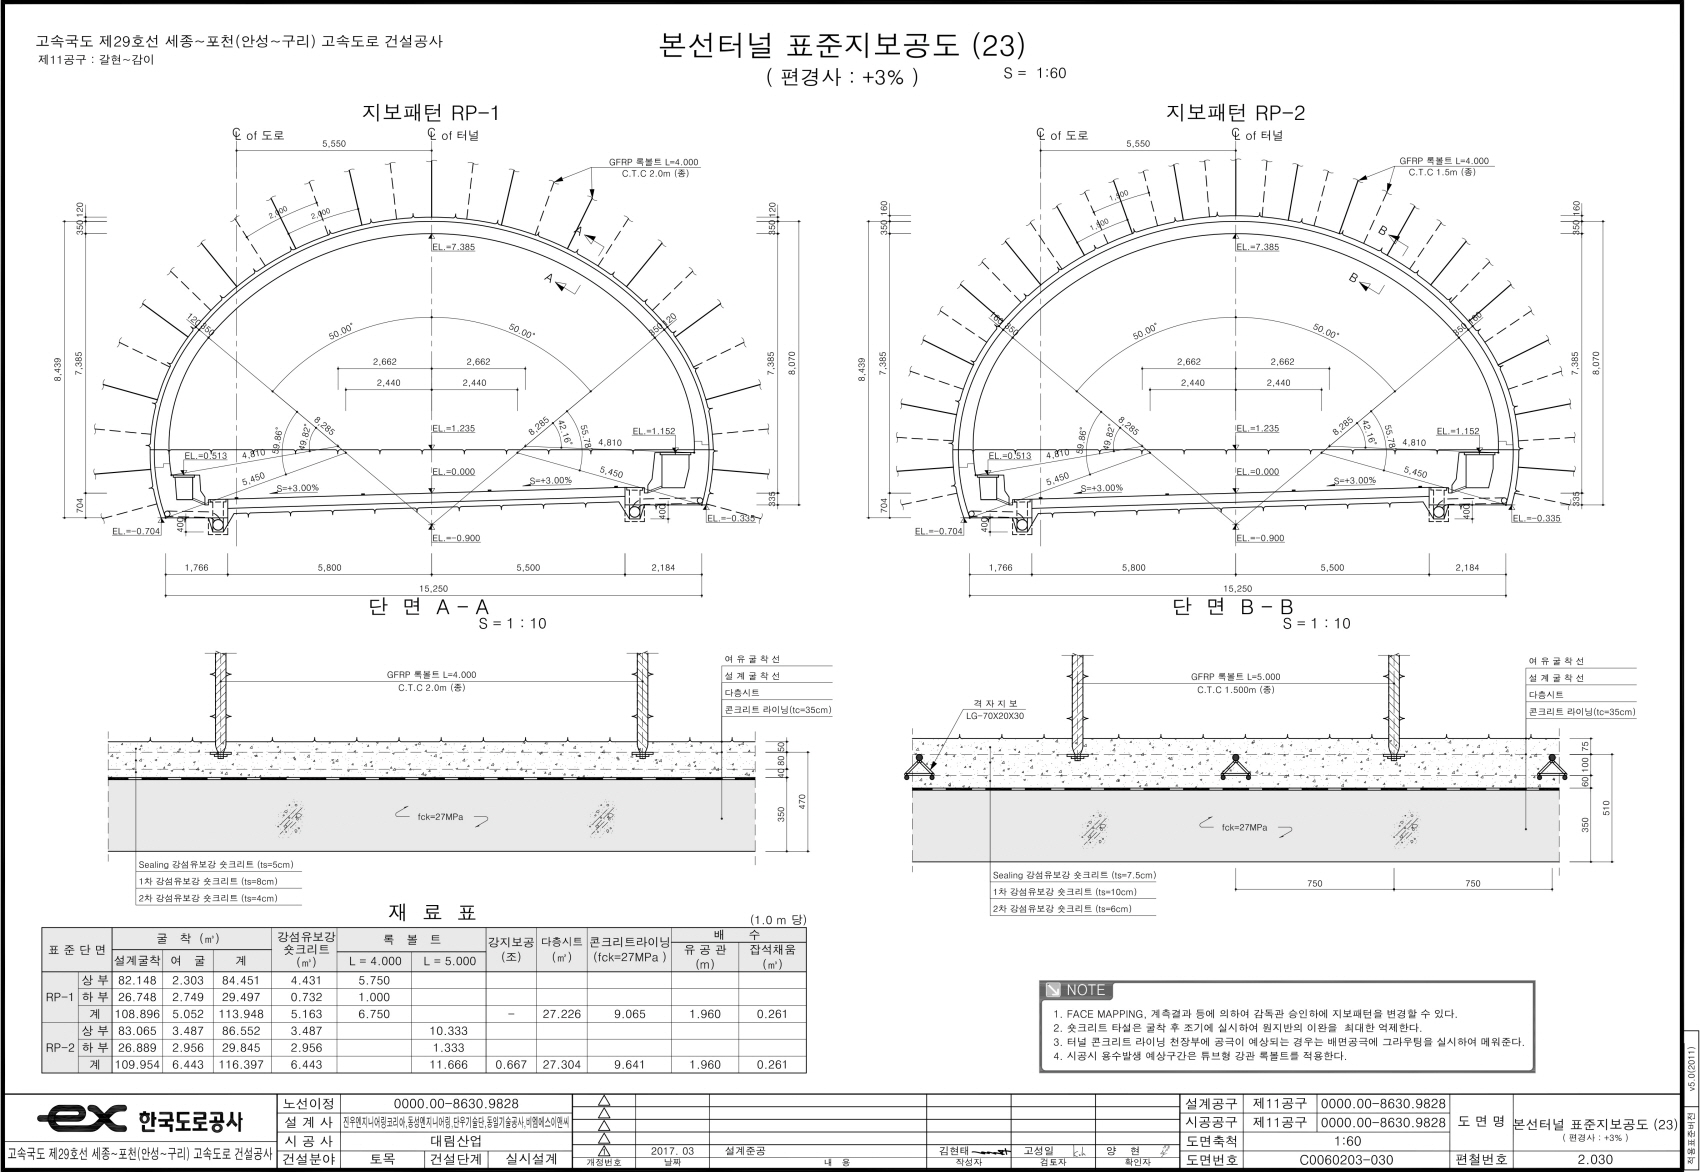 고속국도 제29호선 세종~포천(안성~구리) 고속도로 건설공사
제11공구 : 갈현~감이
본선터널 표준지보공도 (23)
( 편경사 : +3% )
S = 1:60
지보패턴 RP-1
℄ of 도로
℄ of 터널
5,550
GFRP 록볼트 L=4.000
C.T.C 2.0m (종)
2,000
2,000
350 120
350 120
A
A
EL.=7.385
120 350
350 120
50.00°
50.00°
2,662
2,662
2,440
2,440
8,439
7,385
7,385
8,070
59.86°
49.82°
8,285
8,285
42.16°
55.78°
EL.=1.235
EL.=1.152
EL.=0.513
4,810
4,810
5,450
5,450
EL.=0.000
S=+3.00%
S=+3.00%
704
335
400
400
EL.=-0.704
EL.=-0.335
EL.=-0.900
1,766
5,800
5,500
2,184
15,250
지보패턴 RP-2
℄ of 도로
℄ of 터널
5,550
GFRP 록볼트 L=4.000
C.T.C 1.5m (종)
1,500
1,500
350 160
350 160
B
B
EL.=7.385
160 350
350 160
50.00°
50.00°
2,662
2,662
2,440
2,440
8,439
7,385
7,385
8,070
59.86°
49.82°
8,285
8,285
42.16°
55.78°
EL.=1.235
EL.=1.152
EL.=0.513
4,810
4,810
5,450
5,450
EL.=0.000
S=+3.00%
S=+3.00%
704
335
400
400
EL.=-0.704
EL.=-0.335
EL.=-0.900
1,766
5,800
5,500
2,184
15,250
단 면 A - A
S = 1 : 10
GFRP 록볼트 L=4.000
C.T.C 2.0m (종)
여 유 굴 착 선
설 계 굴 착 선
다층시트
콘크리트 라이닝(tc=35cm)
40 80 50
350
470
fck=27MPa
Sealing 강섬유보강 숏크리트 (ts=5cm)
1차 강섬유보강 숏크리트 (ts=8cm)
2차 강섬유보강 숏크리트 (ts=4cm)
단 면 B - B
S = 1 : 10
GFRP 록볼트 L=5.000
C.T.C 1.500m (종)
격 자 지 보
LG-70X20X30
여 유 굴 착 선
설 계 굴 착 선
다층시트
콘크리트 라이닝(tc=35cm)
60 100 75
350
510
fck=27MPa
Sealing 강섬유보강 숏크리트 (ts=7.5cm)
1차 강섬유보강 숏크리트 (ts=10cm)
2차 강섬유보강 숏크리트 (ts=6cm)
750
750
재 료 표
(1.0 m 당)
표 준 단 면
굴 착 (㎥)
강섬유보강 숏크리트 (㎥)
록 볼 트
강지보공 (조)
다층시트 (㎡)
콘크리트라이닝 (fck=27MPa )
배 수
설계굴착 여 굴 계
L = 4.000 L = 5.000
유 공 관 (m)
잡석채움 (㎥)
RP-1
상 부 82.148 2.303 84.451 4.431 5.750
하 부 26.748 2.749 29.497 0.732 1.000
계 108.896 5.052 113.948 5.163 6.750 - 27.226 9.065 1.960 0.261
RP-2
상 부 83.065 3.487 86.552 3.487 10.333
하 부 26.889 2.956 29.845 2.956 1.333
계 109.954 6.443 116.397 6.443 11.666 0.667 27.304 9.641 1.960 0.261
NOTE
1. FACE MAPPING, 계측결과 등에 의하여 감독관 승인하에 지보패턴을 변경할 수 있다.
2. 숏크리트 타설은 굴착 후 조기에 실시하여 원지반의 이완을 최대한 억제한다.
3. 터널 콘크리트 라이닝 천장부에 공극이 예상되는 경우는 배면공극에 그라우팅을 실시하여 메워준다.
4. 시공시 용수발생 예상구간은 튜브형 강관 록볼트를 적용한다.
적용표준버전 v5.0(2011)
ex 한국도로공사
고속국도 제29호선 세종~포천(안성~구리) 고속도로 건설공사
노선이정 0000.00-8630.9828
설 계 사 진우엔지니어링코리아,동성엔지니어링,단우기술단,동일기술공사,비엠에스이앤씨
시 공 사 대림산업
건설분야 토목 건설단계 실시설계
1 2017. 03 설계준공 김현태 고성일 양 현
개정번호 날짜 내 용 작성자 검토자 확인자
설계공구 제11공구 0000.00-8630.9828
시공공구 제11공구 0000.00-8630.9828
도면축척 1:60
도면번호 C0060203-030
도 면 명 본선터널 표준지보공도 (23)
( 편경사 : +3% )
편철번호 2.030